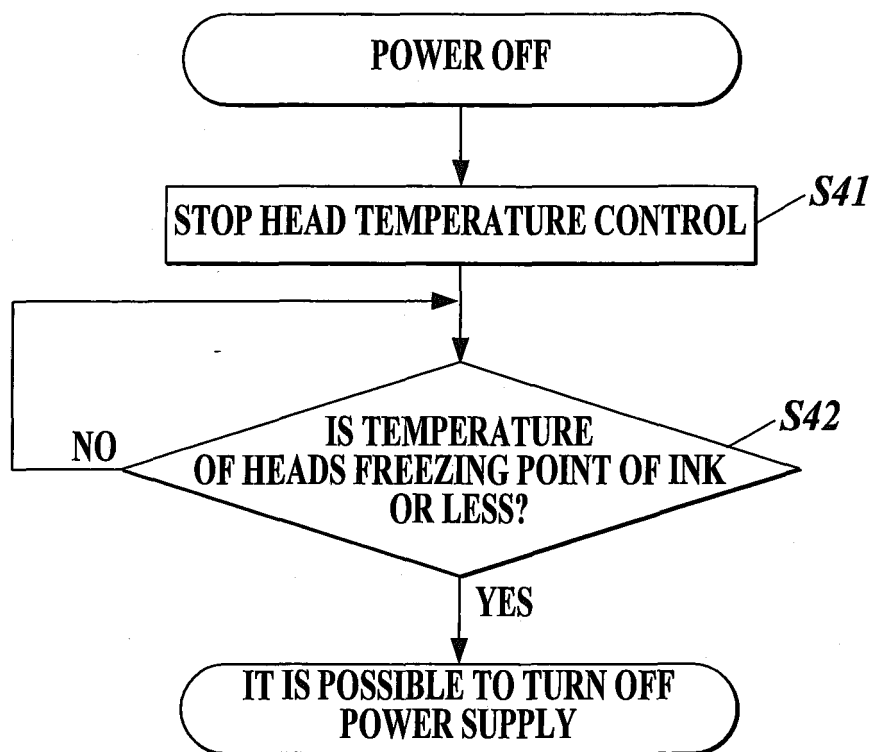 POWER OFF
STOP HEAD TEMPERATURE CONTROL
S41
IS TEMPERATURE
OF HEADS FREEZING POINT OF INK
OR LESS?
S42
NO
YES
IT IS POSSIBLE TO TURN OFF
POWER SUPPLY